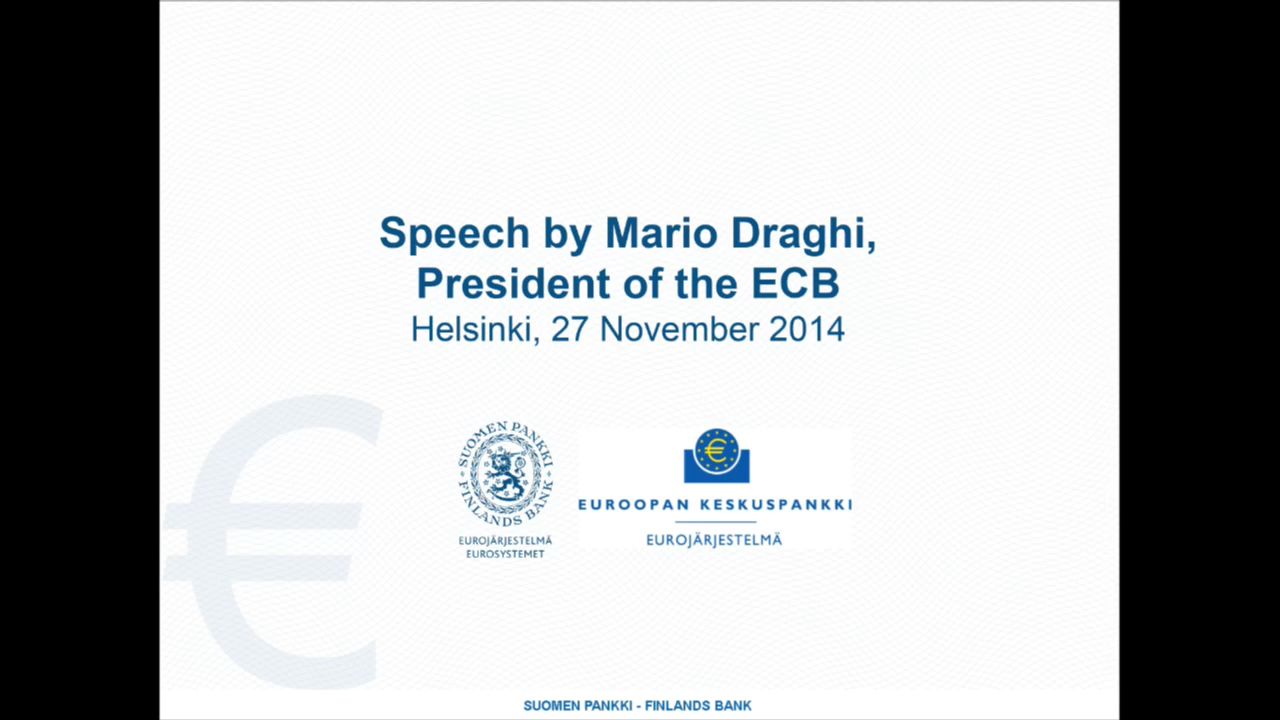 Speech by Mario Draghi,
President of the ECB
Helsinki, 27 November 2014
SUOMEN PANKKI
FINLANDS BANK
EUROJÄRJESTELMÄ
EUROSYSTEMET
€
EUROOPAN KESKUSPANKKI
EUROJÄRJESTELMÄ
€
SUOMEN PANKKI - FINLANDS BANK